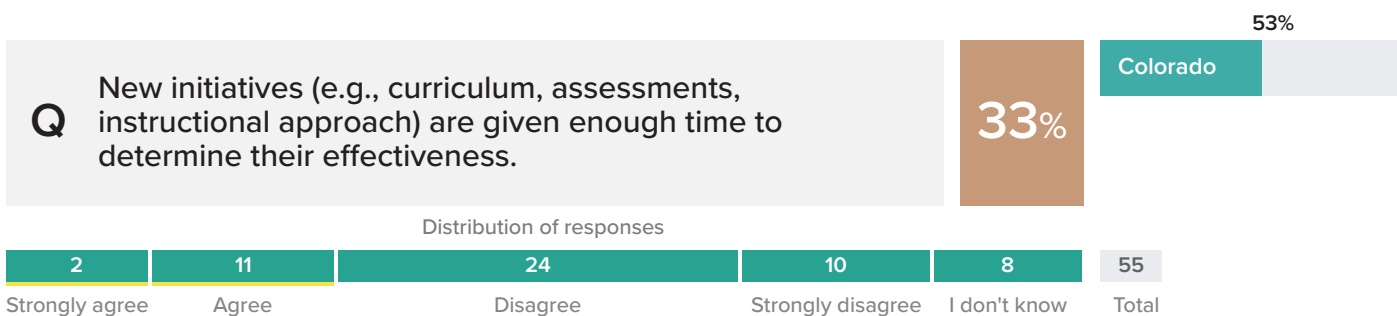 53%
Q
New initiatives (e.g., curriculum, assessments,
instructional approach) are given enough time to
determine their effectiveness.
33%
Colorado
Distribution of responses
2 11 24 10 8 55
Strongly agree Agree Disagree Strongly disagree I don't know Total